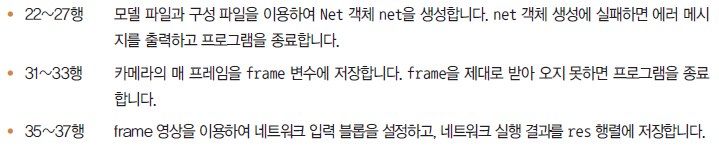 • 22~27행 모델 파일과 구성 파일을 이용하여 Net 객체 net을 생성합니다. net 객체 생성에 실패하면 에러 메시
지를 출력하고 프로그램을 종료합니다.
• 31~33행 카메라의 매 프레임을 frame 변수에 저장합니다. frame을 제대로 받아 오지 못하면 프로그램을 종료
합니다.
• 35~37행 frame 영상을 이용하여 네트워크 입력 블롭을 설정하고, 네트워크 실행 결과를 res 행렬에 저장합니다.